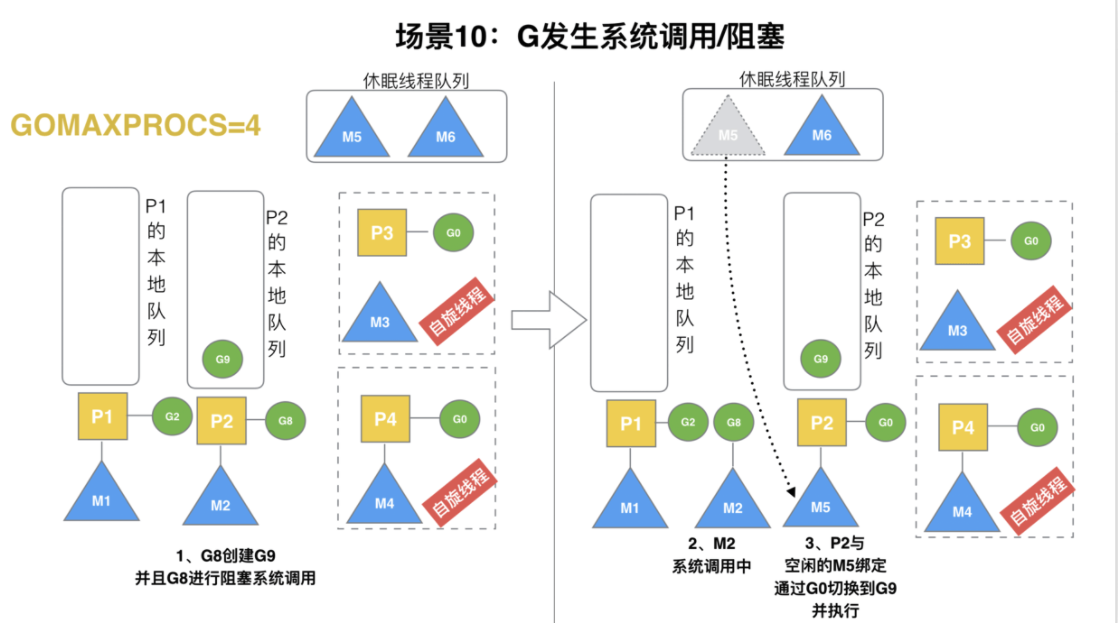 场景10：G发生系统调用/阻塞
GOMAXPROCS=4
休眠线程队列
M5
M6
P1的本地队列
P2的本地队列
G9
P1
G2
P2
G8
M1
M2
P3
G0
M3
自旋线程
P4
G0
M4
自旋线程
1、G8创建G9
并且G8进行阻塞系统调用
休眠线程队列
M5
M6
P1的本地队列
P2的本地队列
G9
P1
G2
G8
P2
G0
M1
M2
M5
P3
G0
M3
自旋线程
P4
G0
M4
自旋线程
2、M2
系统调用中
3、P2与
空闲的M5绑定
通过G0切换到G9
并执行